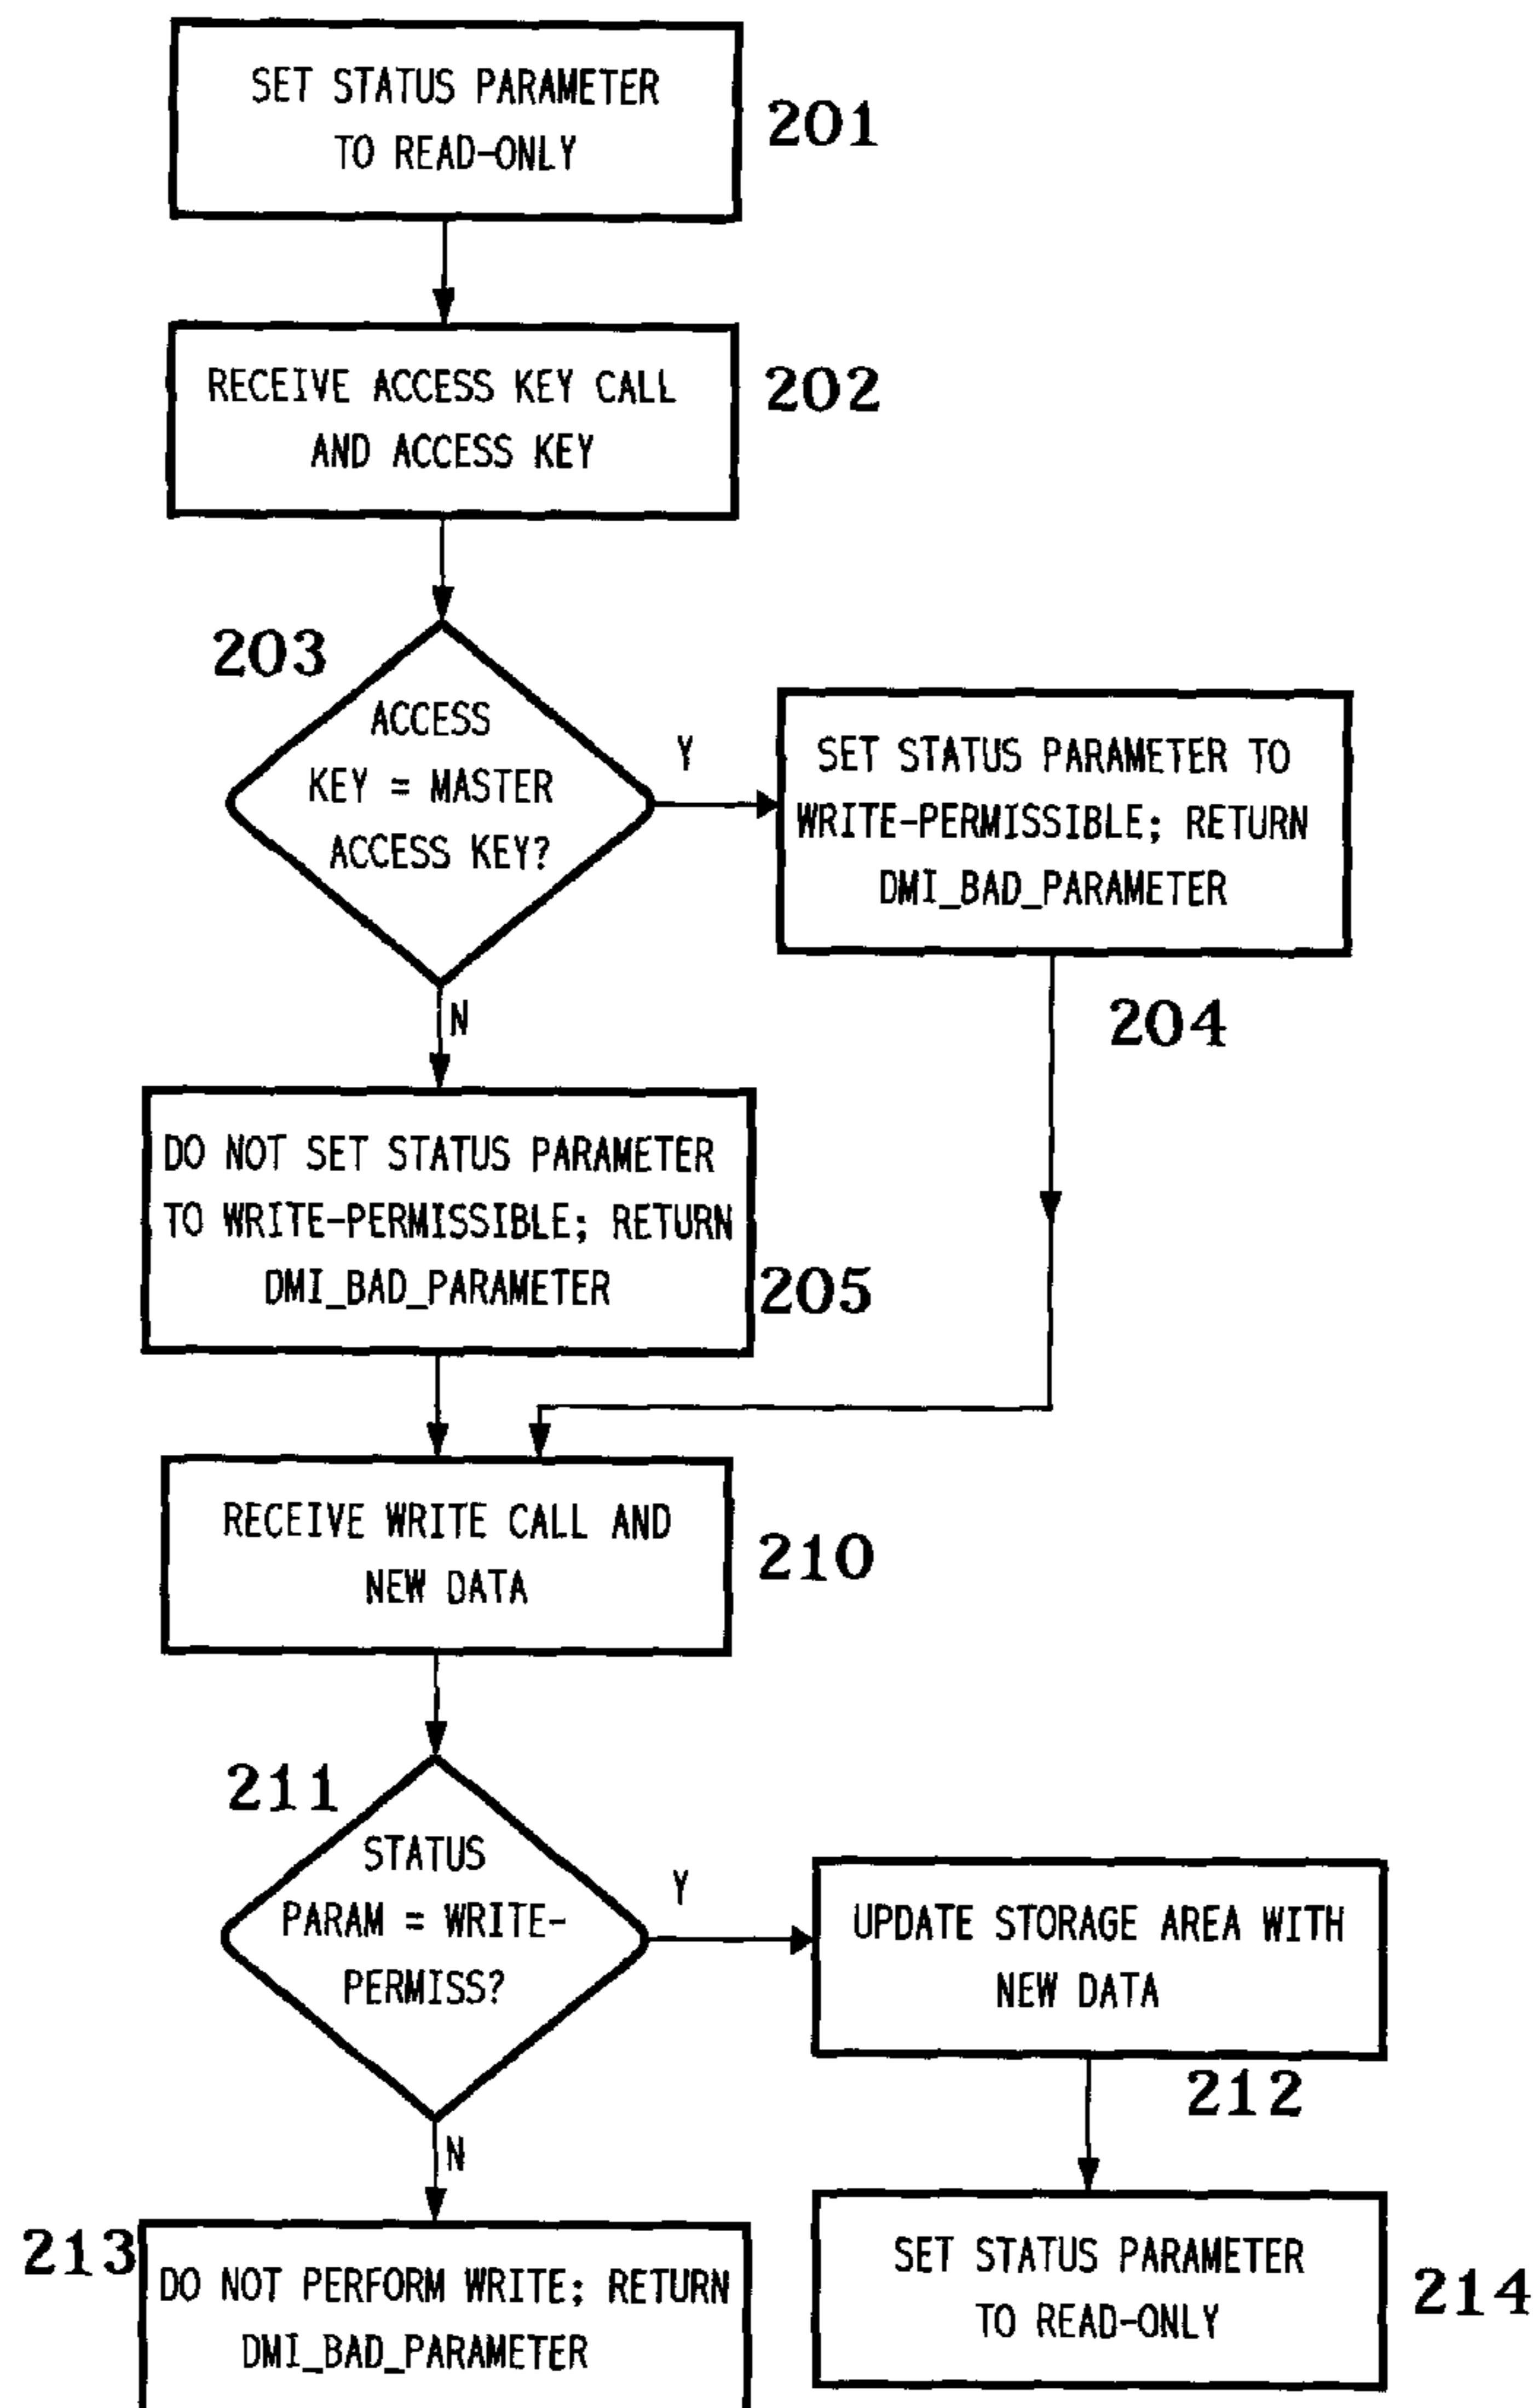 SET STATUS PARAMETER
TO READ-ONLY
201
RECEIVE ACCESS KEY CALL
AND ACCESS KEY
202
203
ACCESS
KEY = MASTER
ACCESS KEY?
Y
SET STATUS PARAMETER TO
WRITE-PERMISSIBLE; RETURN
DMI_BAD_PARAMETER
204
N
DO NOT SET STATUS PARAMETER
TO WRITE-PERMISSIBLE; RETURN
DMI_BAD_PARAMETER
205
RECEIVE WRITE CALL AND
NEW DATA
210
211
STATUS
PARAM = WRITE-
PERMISS?
Y
UPDATE STORAGE AREA WITH
NEW DATA
212
N
213
DO NOT PERFORM WRITE; RETURN
DMI_BAD_PARAMETER
SET STATUS PARAMETER
TO READ-ONLY
214